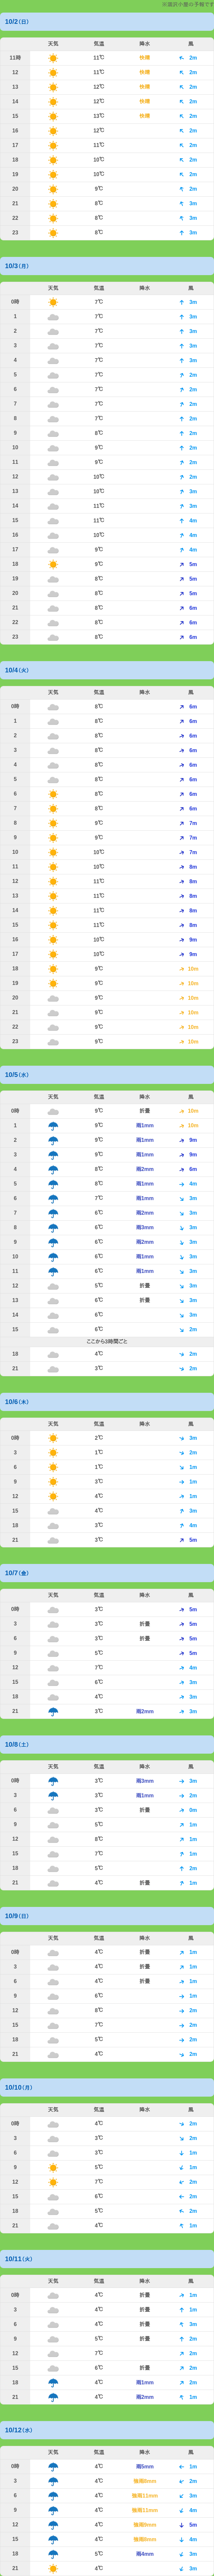 ※湯浜小屋の予報です
10/2 (日)
天気 気温 降水 風
11時 11℃ 快晴 2m
12 11℃ 快晴 2m
13 12℃ 快晴 2m
14 12℃ 快晴 2m
15 13℃ 快晴 2m
16 12℃ 2m
17 11℃ 2m
18 10℃ 2m
19 10℃ 2m
20 9℃ 2m
21 8℃ 3m
22 8℃ 3m
23 8℃ 3m
10/3 (月)
天気 気温 降水 風
0時 7℃ 3m
1 7℃ 3m
2 7℃ 3m
3 7℃ 3m
4 7℃ 3m
5 7℃ 2m
6 7℃ 2m
7 7℃ 2m
8 7℃ 2m
9 8℃ 2m
10 9℃ 2m
11 9℃ 2m
12 10℃ 2m
13 10℃ 3m
14 11℃ 3m
15 11℃ 4m
16 10℃ 4m
17 9℃ 4m
18 9℃ 5m
19 8℃ 5m
20 8℃ 5m
21 8℃ 6m
22 8℃ 6m
23 8℃ 6m
10/4 (火)
天気 気温 降水 風
0時 8℃ 6m
1 8℃ 6m
2 8℃ 6m
3 8℃ 6m
4 8℃ 6m
5 8℃ 6m
6 8℃ 6m
7 8℃ 6m
8 9℃ 7m
9 9℃ 7m
10 10℃ 7m
11 10℃ 8m
12 11℃ 8m
13 11℃ 8m
14 11℃ 8m
15 11℃ 8m
16 10℃ 9m
17 10℃ 9m
18 9℃ 10m
19 9℃ 10m
20 9℃ 10m
21 9℃ 10m
22 9℃ 10m
23 9℃ 10m
10/5 (水)
天気 気温 降水 風
0時 9℃ 折畳 10m
1 9℃ 雨1mm 10m
2 9℃ 雨1mm 9m
3 9℃ 雨1mm 9m
4 8℃ 雨2mm 6m
5 8℃ 雨1mm 4m
6 7℃ 雨1mm 3m
7 6℃ 雨2mm 3m
8 6℃ 雨3mm 3m
9 6℃ 雨2mm 3m
10 6℃ 雨1mm 3m
11 6℃ 雨1mm 3m
12 5℃ 折畳 3m
13 6℃ 折畳 3m
14 6℃ 3m
15 6℃ 2m
ここから3時間ごと
18 4℃ 2m
21 3℃ 2m
10/6 (木)
天気 気温 降水 風
0時 2℃ 3m
3 1℃ 2m
6 1℃ 1m
9 3℃ 1m
12 4℃ 1m
15 4℃ 3m
18 3℃ 4m
21 3℃ 5m
10/7 (金)
天気 気温 降水 風
0時 3℃ 5m
3 3℃ 折畳 5m
6 3℃ 折畳 5m
9 5℃ 5m
12 7℃ 4m
15 6℃ 3m
18 4℃ 3m
21 3℃ 雨2mm 3m
10/8 (土)
天気 気温 降水 風
0時 3℃ 雨3mm 3m
3 3℃ 雨1mm 2m
6 3℃ 折畳 0m
9 5℃ 1m
12 8℃ 1m
15 7℃ 1m
18 5℃ 2m
21 4℃ 折畳 1m
10/9 (日)
天気 気温 降水 風
0時 4℃ 折畳 1m
3 4℃ 折畳 1m
6 4℃ 折畳 1m
9 6℃ 1m
12 8℃ 2m
15 7℃ 2m
18 5℃ 2m
21 4℃ 2m
10/10 (月)
天気 気温 降水 風
0時 4℃ 2m
3 3℃ 2m
6 3℃ 1m
9 5℃ 1m
12 7℃ 2m
15 6℃ 2m
18 5℃ 2m
21 4℃ 1m
10/11 (火)
天気 気温 降水 風
0時 4℃ 折畳 1m
3 4℃ 折畳 1m
6 4℃ 折畳 3m
9 5℃ 折畳 2m
12 7℃ 2m
15 6℃ 折畳 2m
18 4℃ 雨1mm 2m
21 4℃ 雨2mm 1m
10/12 (水)
天気 気温 降水 風
0時 4℃ 雨5mm 1m
3 4℃ 強雨8mm 2m
6 4℃ 強雨11mm 3m
9 4℃ 強雨11mm 4m
12 4℃ 強雨9mm 5m
15 4℃ 強雨6mm 4m
18 5℃ 雨4mm 3m
21 4℃ 3m